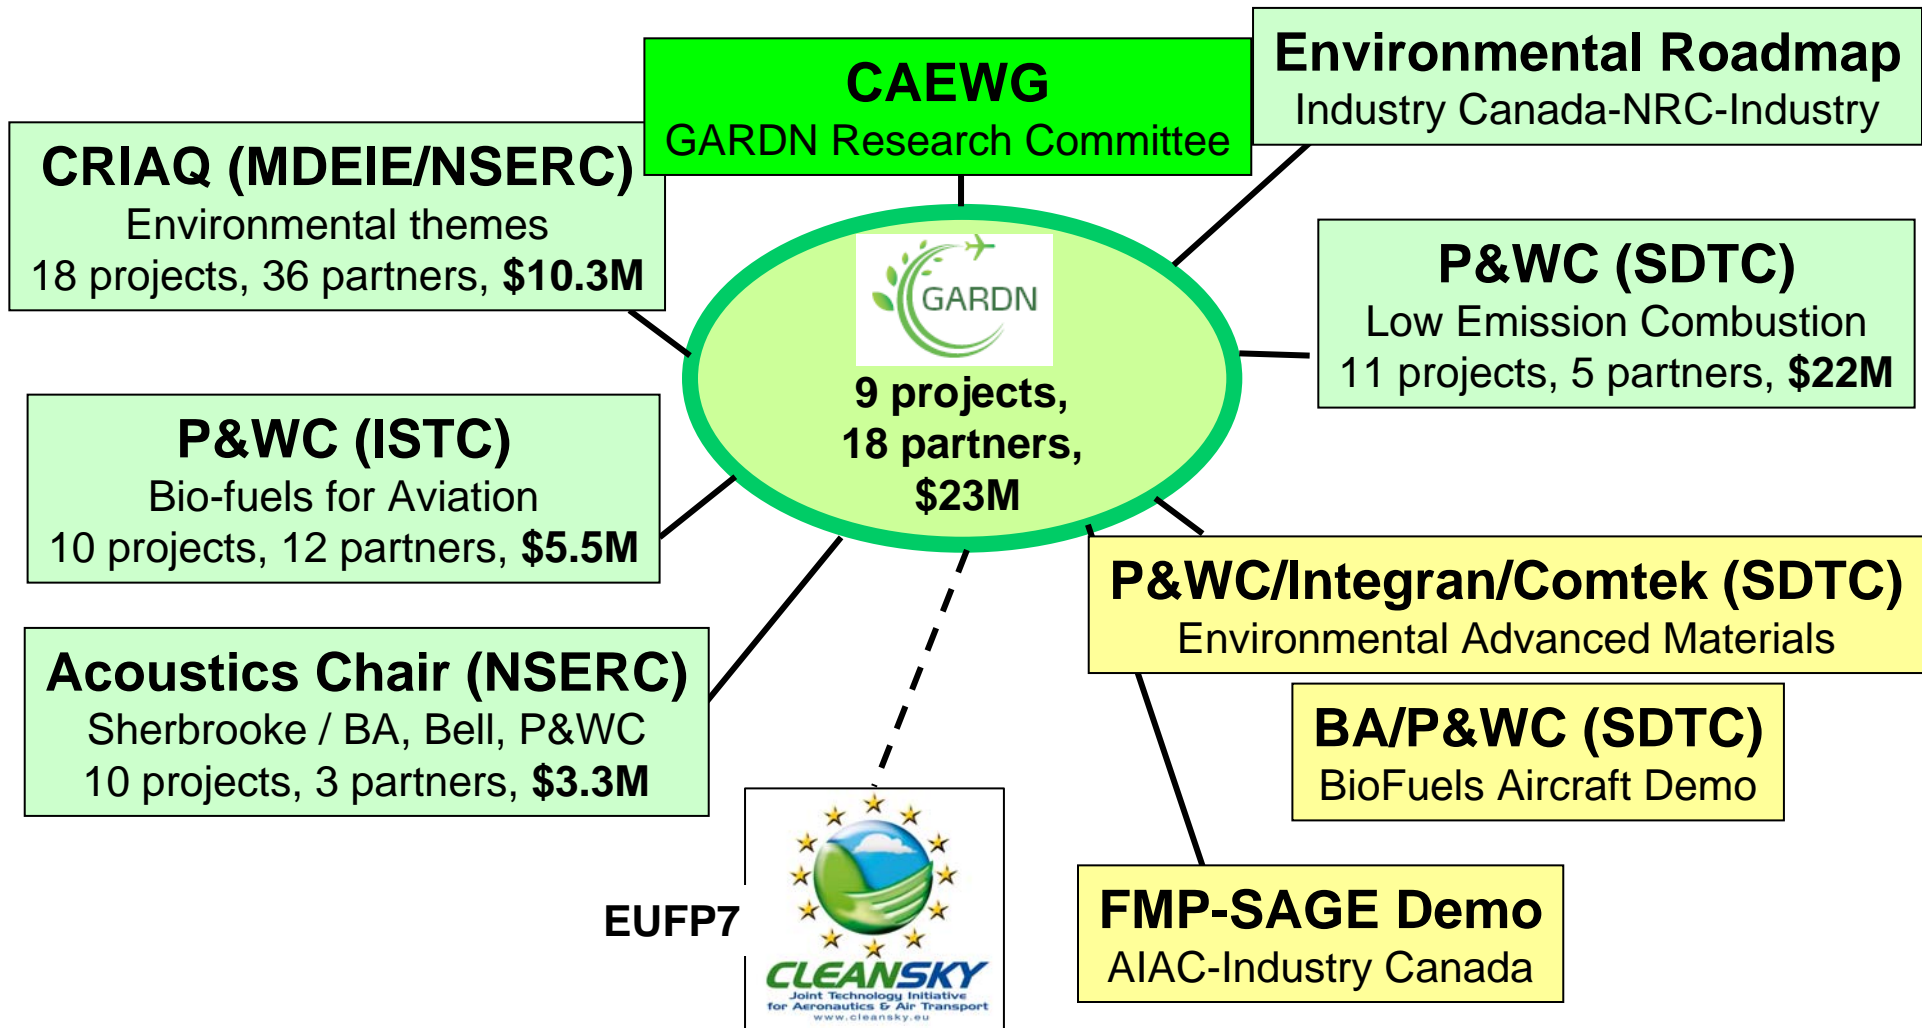 CAEWG
GARDN Research Committee
Environmental Roadmap
Industry Canada-NRC-Industry
CRIAQ (MDEIE/NSERC)
Environmental themes
18 projects, 36 partners, $10.3M
GARDN
9 projects,
18 partners,
$23M
P&WC (SDTC)
Low Emission Combustion
11 projects, 5 partners, $22M
P&WC (ISTC)
Bio-fuels for Aviation
10 projects, 12 partners, $5.5M
P&WC/Integran/Comtek (SDTC)
Environmental Advanced Materials
Acoustics Chair (NSERC)
Sherbrooke / BA, Bell, P&WC
10 projects, 3 partners, $3.3M
BA/P&WC (SDTC)
BioFuels Aircraft Demo
EUFP7
CLEANSKY
Joint Technology Initiative
for Aeronautics & Air Transport
www.cleansky.eu
FMP-SAGE Demo
AIAC-Industry Canada